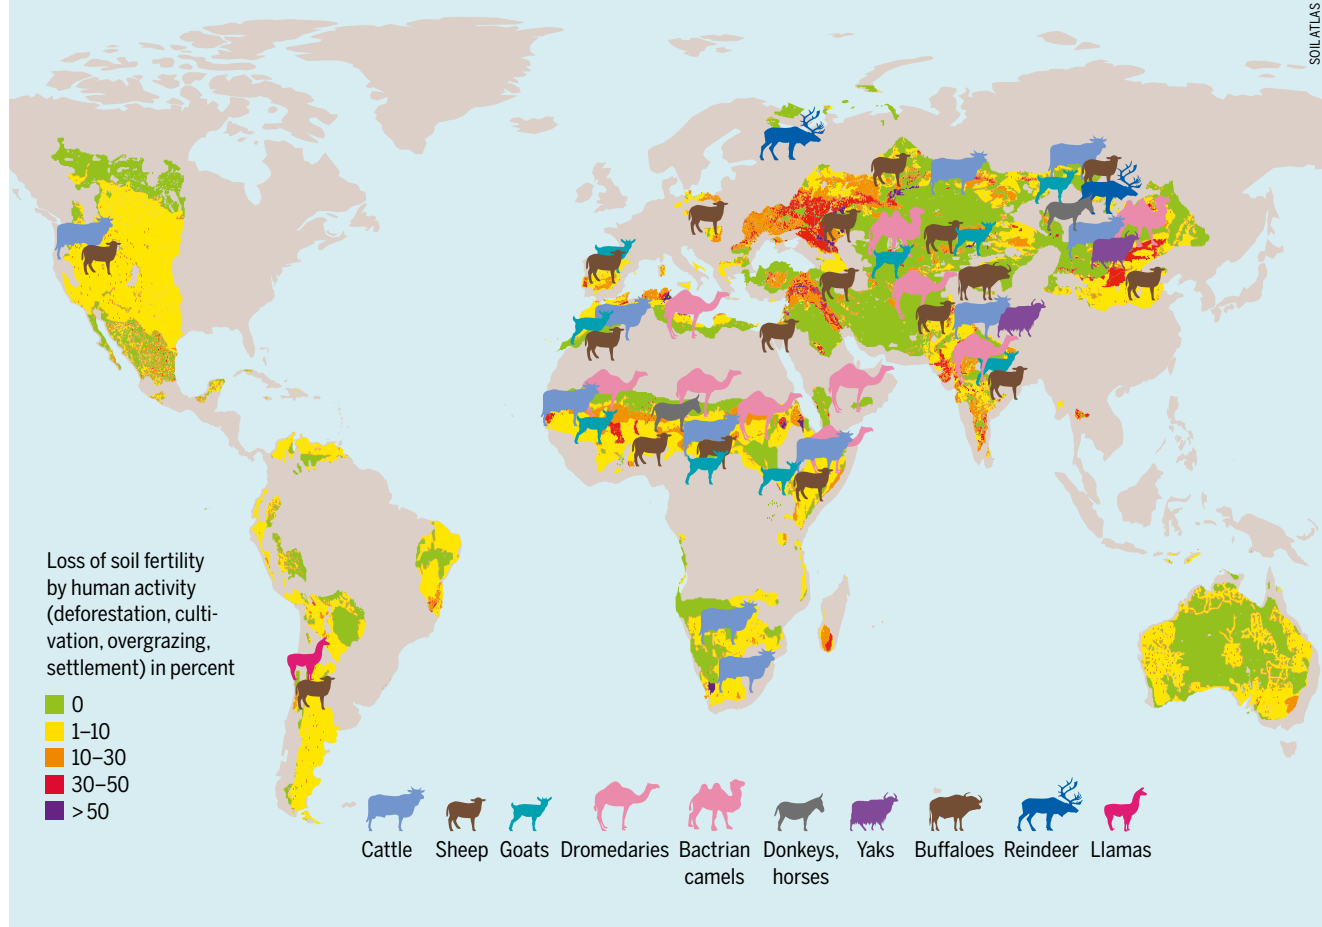 SOIL ATLAS
Loss of soil fertility
by human activity
(deforestation, culti-
vation, overgrazing,
settlement) in percent
0
1–10
10–30
30–50
> 50
Cattle
Sheep
Goats
Dromedaries
Bactrian
camels
Donkeys,
horses
Yaks
Buffaloes
Reindeer
Llamas